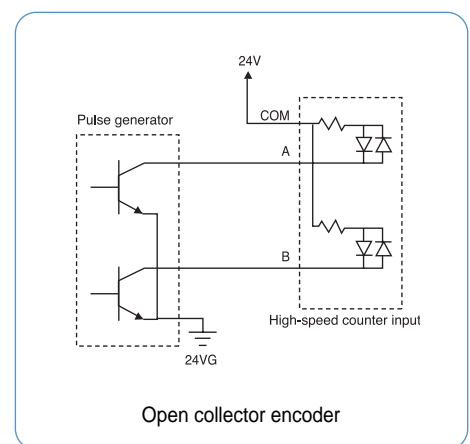 24V
Pulse generator
COM
A
B
High-speed counter input
24VG
Open collector encoder